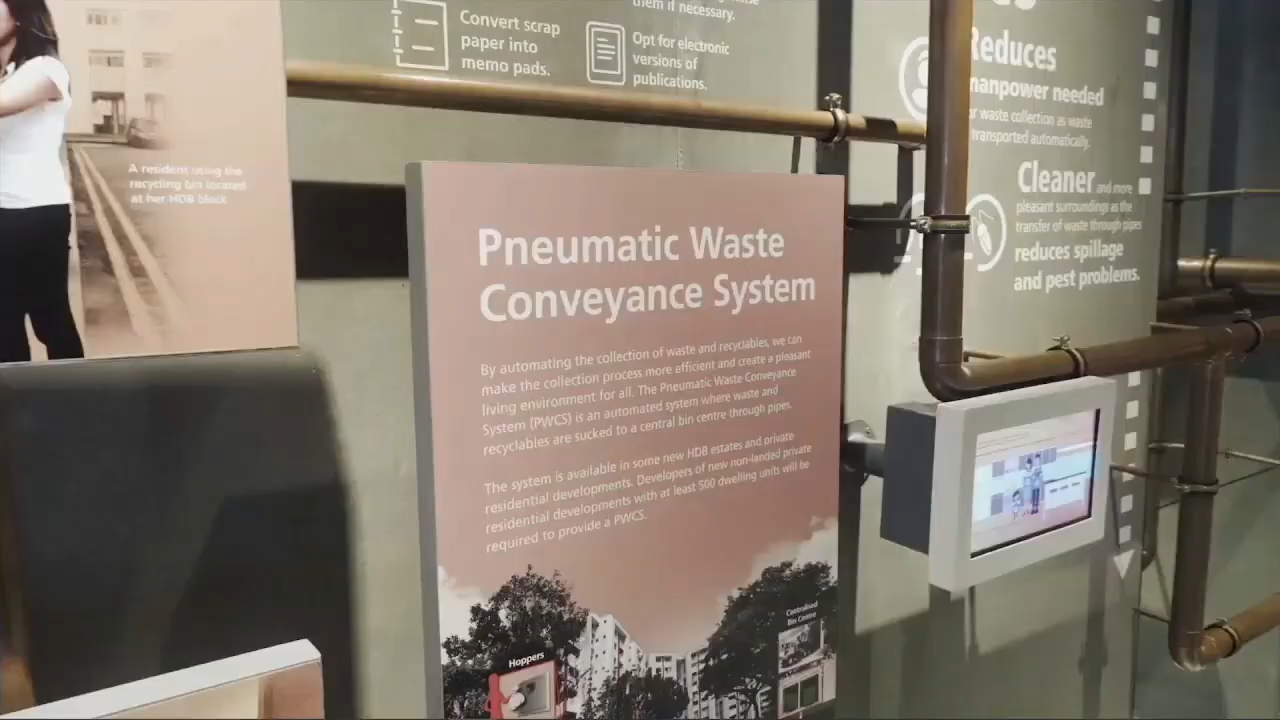 them if necessary.
Convert scrap
paper into
memo pads.
Opt for electronic
versions of
publications.
A resident using the
recycling bin located
at her HDB block
Pneumatic Waste
Conveyance System
By automating the collection of waste and recyclables, we can
make the collection process more efficient and create a pleasant
living environment for all. The Pneumatic Waste Conveyance
System (PWCS) is an automated system where waste and
recyclables are sucked to a central bin centre through pipes.
The system is available in some new HDB estates and private
residential developments. Developers of new non-landed private
residential developments with at least 500 dwelling units will be
required to provide a PWCS.
Hoppers
Centralised
Bin Centre
Reduces
manpower needed
waste collection as waste
transported automatically.
Cleaner and more
pleasant surroundings as the
transfer of waste through pipes
reduces spillage
and pest problems.